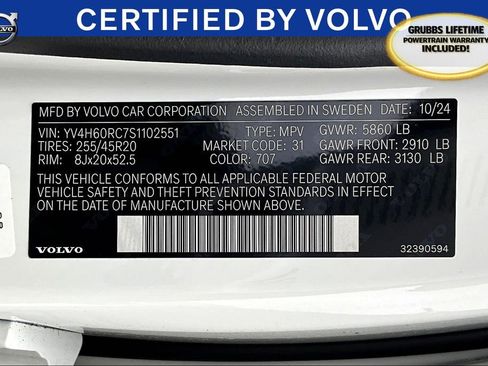 CERTIFIED BY VOLVO
VOLVO
GRUBBS LIFETIME
POWERTRAIN WARRANTY
INCLUDED!
MFD BY VOLVO CAR CORPORATION ASSEMBLED IN SWEDEN DATE: 10/24
VIN: YV4H60RC7S1102551 TYPE: MPV GVWR: 5860 LB
TIRES: 255/45R20 MARKET CODE: 31 GAWR FRONT: 2910 LB
RIM: 8Jx20x52.5 COLOR: 707 GAWR REAR: 3130 LB
THIS VEHICLE CONFORMS TO ALL APPLICABLE FEDERAL MOTOR
VEHICLE SAFETY AND THEFT PREVENTION STANDARDS IN EFFECT
ON THE DATE OF MANUFACTURE SHOWN ABOVE.
VOLVO
32390594